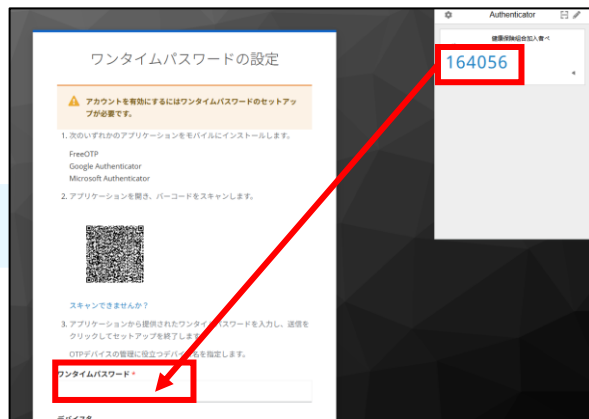 ワンタイムパスワードの設定
アカウントを有効にするにはワンタイムパスワードのセットアッ
プが必要です。
1. 次のいずれかのアプリケーションをモバイルにインストールします。
FreeOTP
Google Authenticator
Microsoft Authenticator
2. アプリケーションを開き、バーコードをスキャンします。
スキャンできませんか？
3. アプリケーションから提供されたワンタイムパスワードを入力し、送信を
クリックしてセットアップを終了します
OTPデバイスの管理に役立つデバイス名を指定します。
ワンタイムパスワード *
デバイス名
Authenticator
健康保険組合加入者ペ
164056